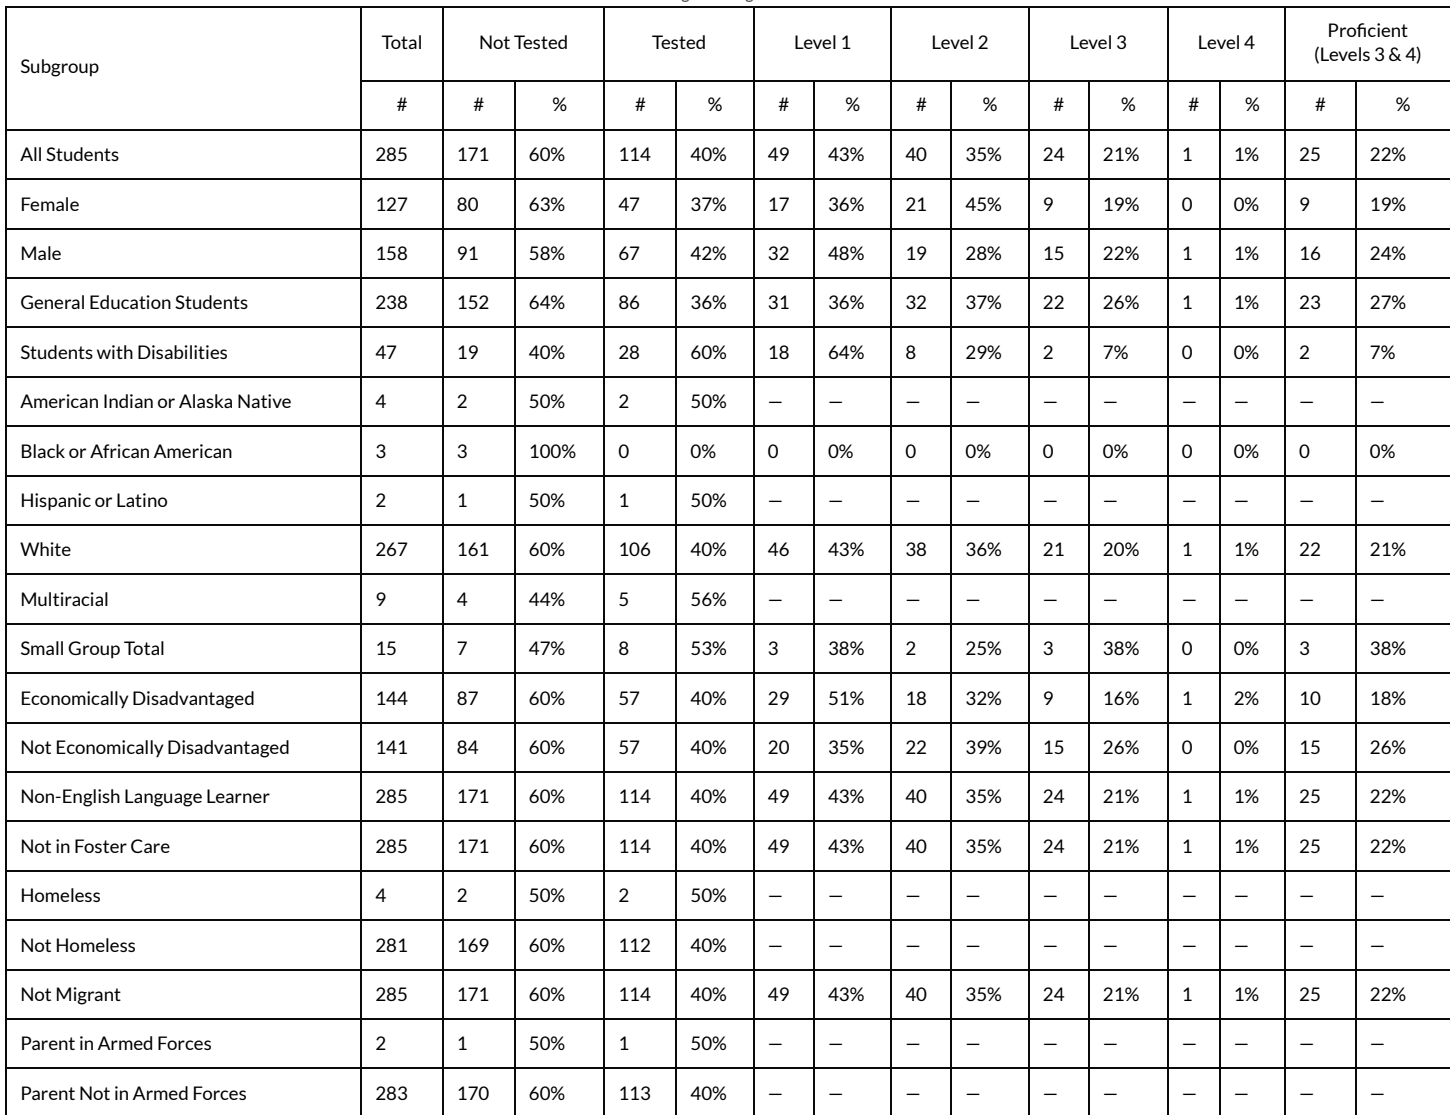 Subgroup Total Not Tested Tested Level 1 Level 2 Level 3 Level 4 Proficient
(Levels 3 & 4)
# # % # % # % # % # % # % # %
All Students 285 171 60% 114 40% 49 43% 40 35% 24 21% 1 1% 25 22%
Female 127 80 63% 47 37% 17 36% 21 45% 9 19% 0 0% 9 19%
Male 158 91 58% 67 42% 32 48% 19 28% 15 22% 1 1% 16 24%
General Education Students 238 152 64% 86 36% 31 36% 32 37% 22 26% 1 1% 23 27%
Students with Disabilities 47 19 40% 28 60% 18 64% 8 29% 2 7% 0 0% 2 7%
American Indian or Alaska Native 4 2 50% 2 50% — — — — — — — — — —
Black or African American 3 3 100% 0 0% 0 0% 0 0% 0 0% 0 0% 0 0%
Hispanic or Latino 2 1 50% 1 50% — — — — — — — — — —
White 267 161 60% 106 40% 46 43% 38 36% 21 20% 1 1% 22 21%
Multiracial 9 4 44% 5 56% — — — — — — — — — —
Small Group Total 15 7 47% 8 53% 3 38% 2 25% 3 38% 0 0% 3 38%
Economically Disadvantaged 144 87 60% 57 40% 29 51% 18 32% 9 16% 1 2% 10 18%
Not Economically Disadvantaged 141 84 60% 57 40% 20 35% 22 39% 15 26% 0 0% 15 26%
Non-English Language Learner 285 171 60% 114 40% 49 43% 40 35% 24 21% 1 1% 25 22%
Not in Foster Care 285 171 60% 114 40% 49 43% 40 35% 24 21% 1 1% 25 22%
Homeless 4 2 50% 2 50% — — — — — — — — — —
Not Homeless 281 169 60% 112 40% — — — — — — — — — —
Not Migrant 285 171 60% 114 40% 49 43% 40 35% 24 21% 1 1% 25 22%
Parent in Armed Forces 2 1 50% 1 50% — — — — — — — — — —
Parent Not in Armed Forces 283 170 60% 113 40% — — — — — — — — — —